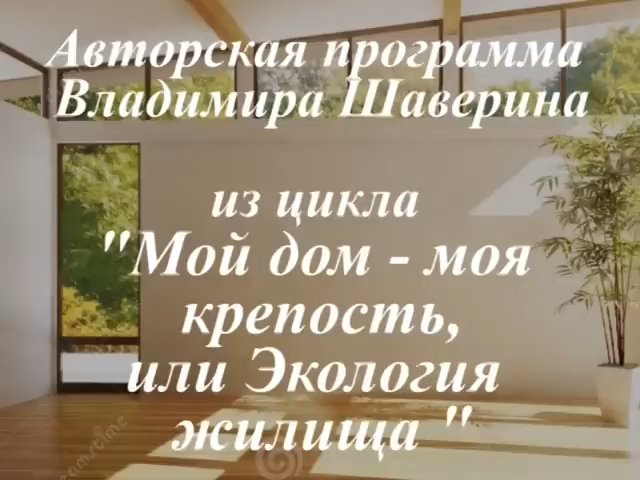 Авторская программа
Владимира Шаверина
из цикла
"Мой дом - моя
крепость,
или Экология
жилища "